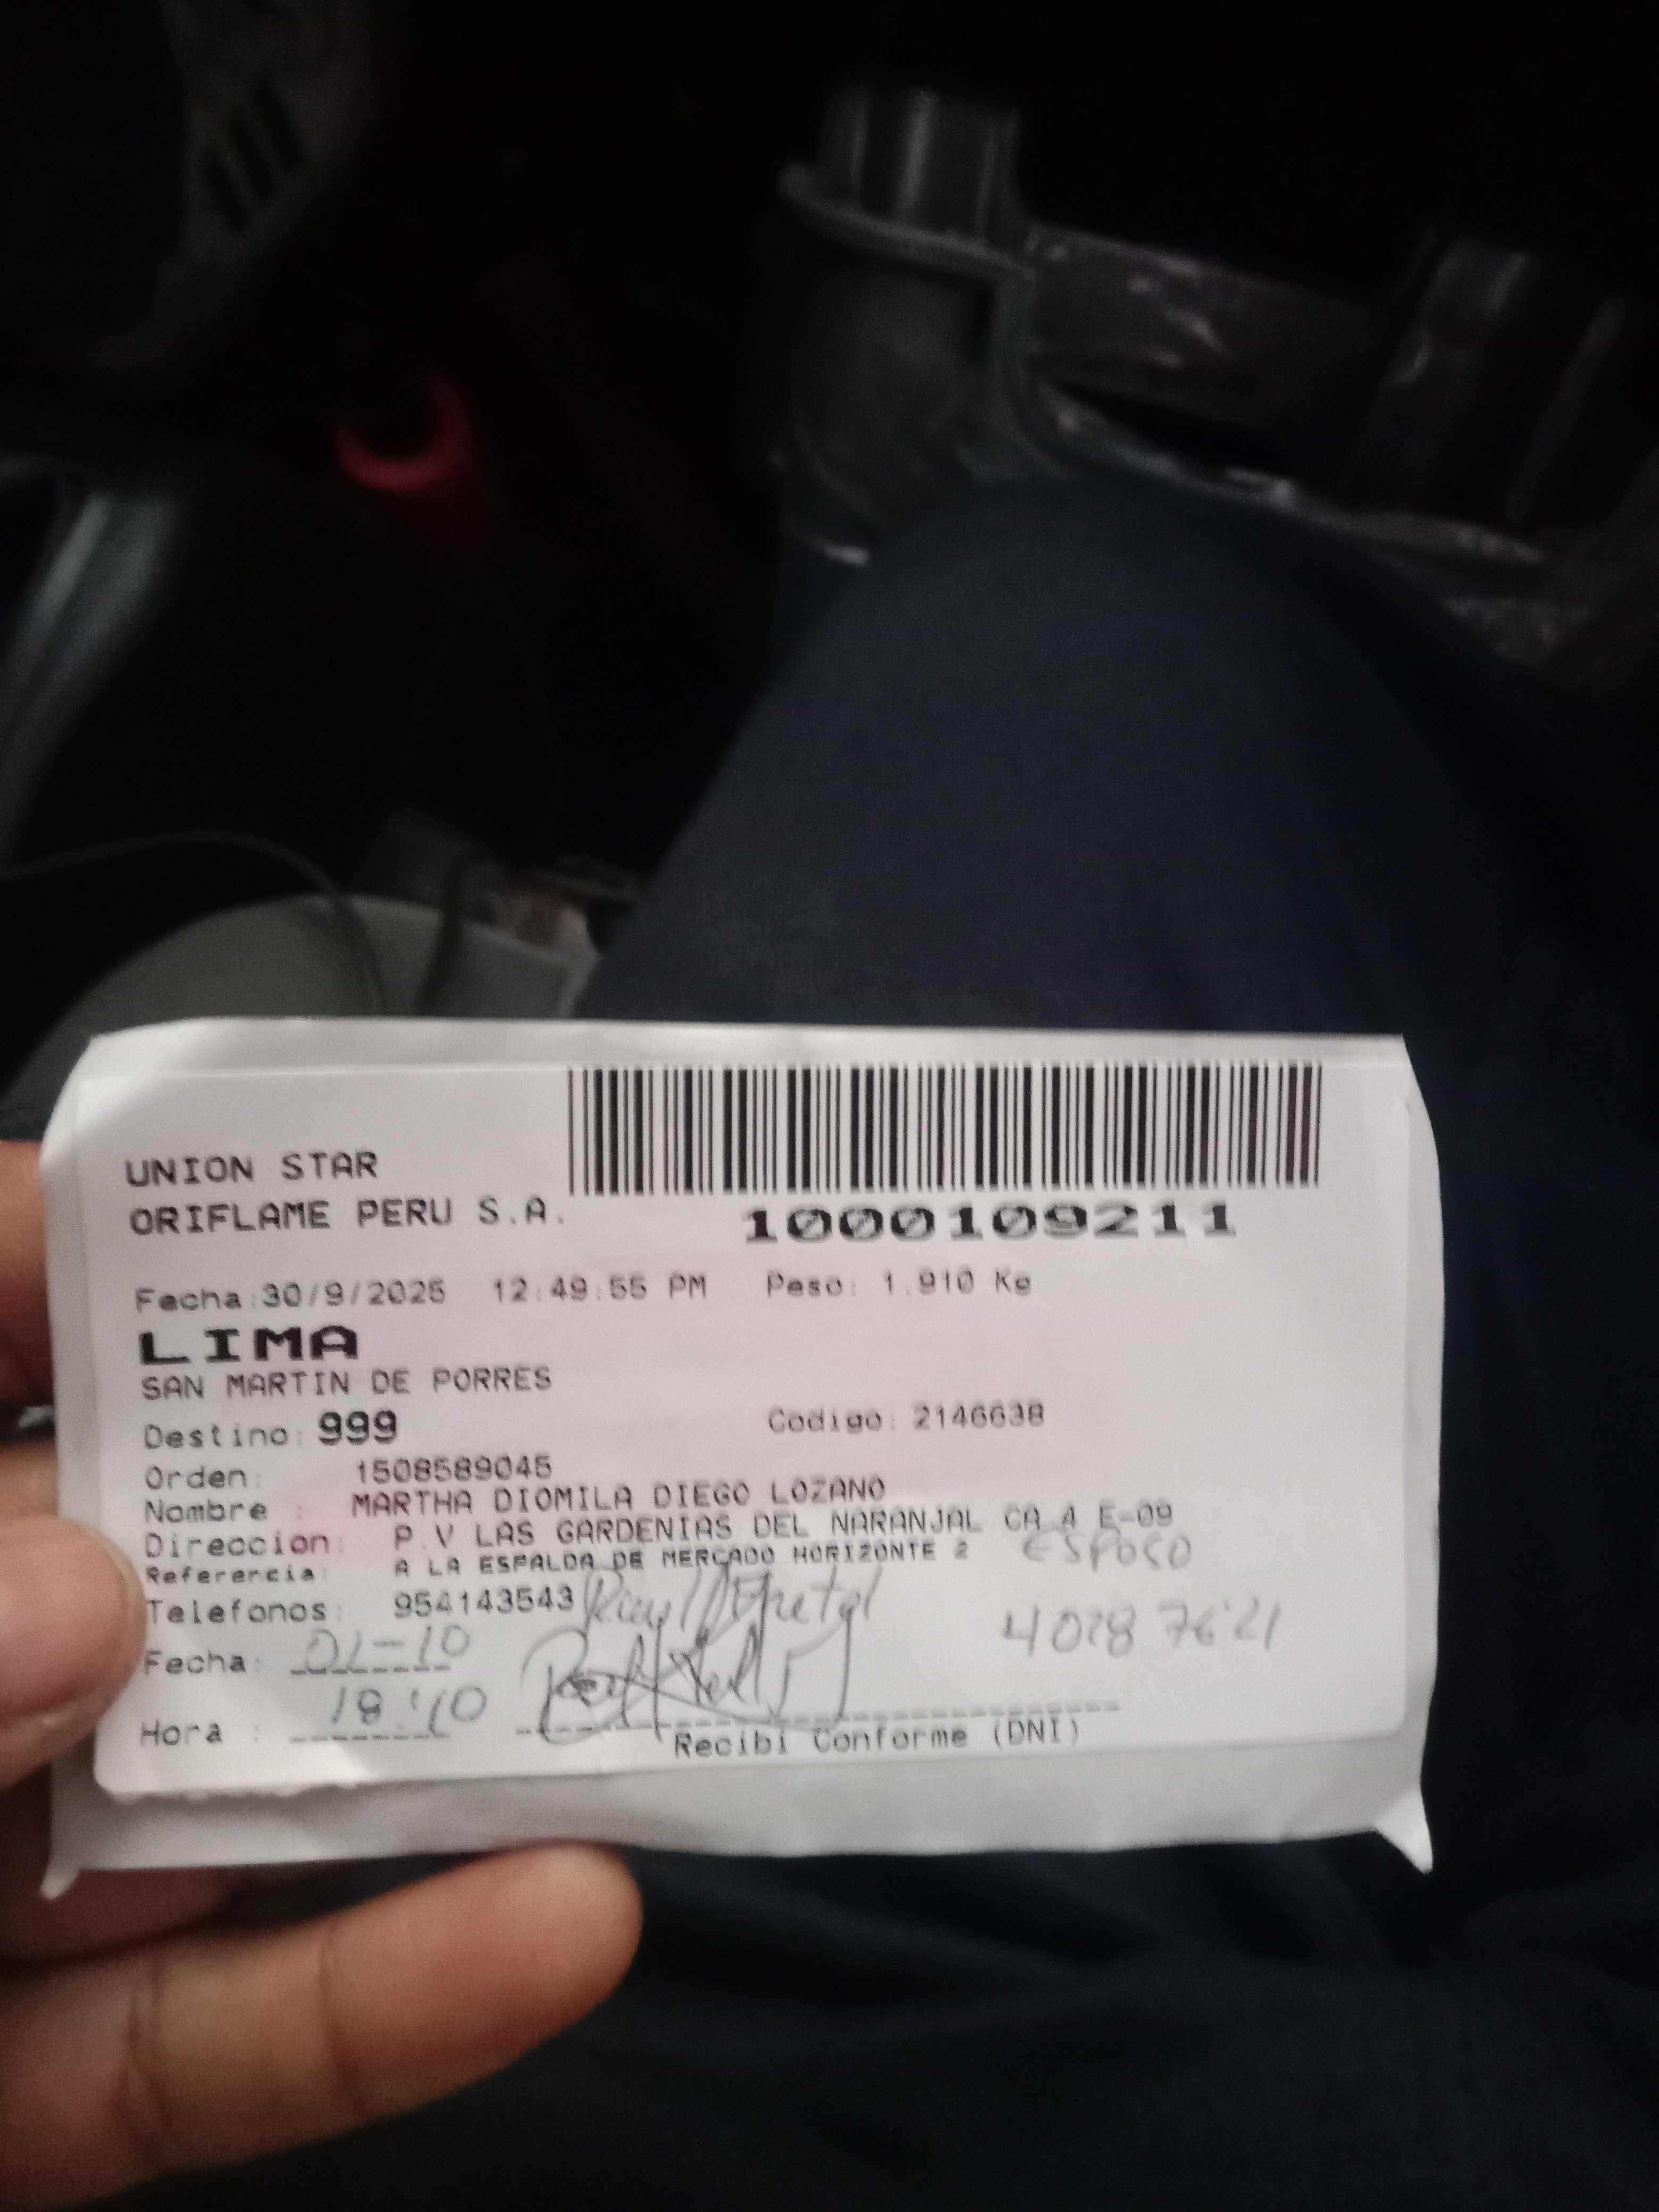 UNION STAR
ORIFLAME PERU S.A.
1000109211
Fecha:30/9/2025 12:49:55 PM Peso: 1.910 Kg
LIMA
SAN MARTIN DE PORRES
Destino: 999 Codigo: 2146638
Orden: 1508589045
Nombre : MARTHA DIOMILA DIEGO LOZANO
Direccion: P.V LAS GARDENIAS DEL NARANJAL CA 4 E-09
Referencia: A LA ESPALDA DE MERCADO HORIZONTE 2 ESPOSO
Telefonos: 954143543
Fecha: 01-10
Hora : 18:10
Recibi Conforme (DNI)